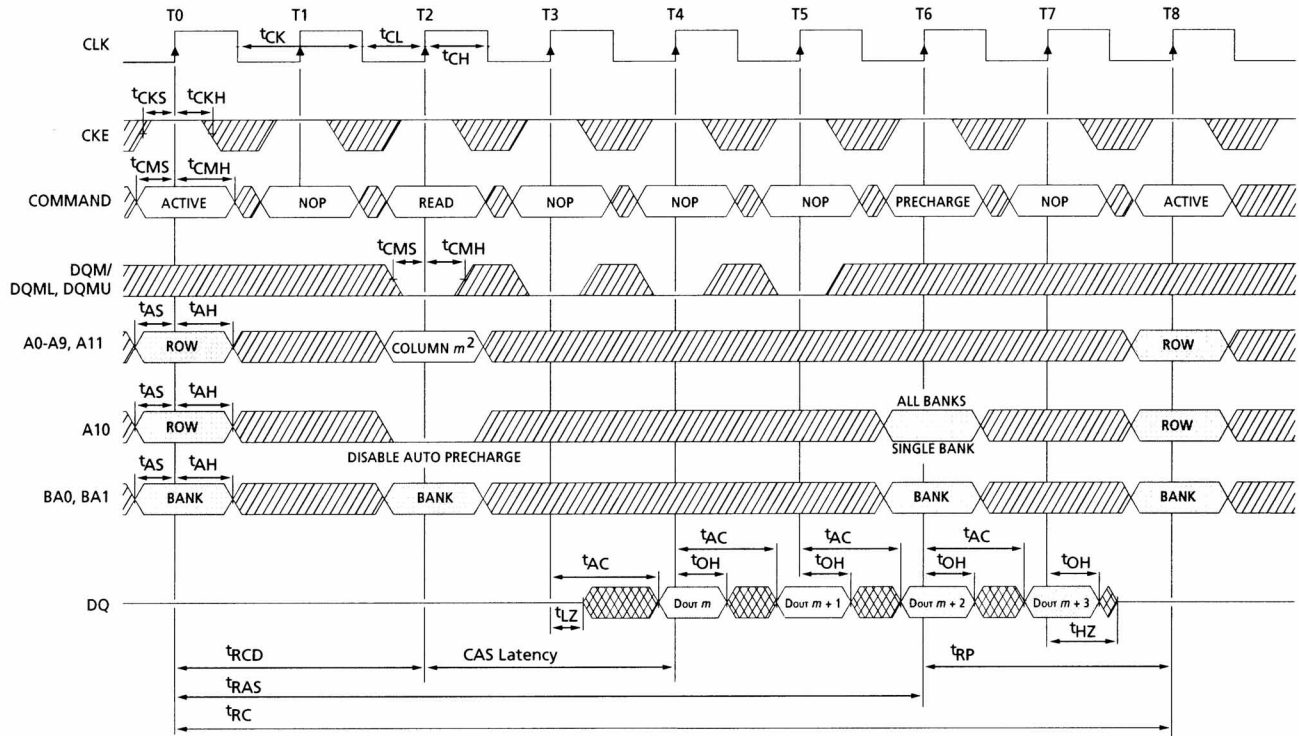 T0 T1 T2 T3 T4 T5 T6 T7 T8
CLK
tCK tCL tCH
tCKS tCKH
CKE
tCMS tCMH
COMMAND ACTIVE NOP READ NOP NOP NOP PRECHARGE NOP ACTIVE
tCMS tCMH
DQM/
DQML, DQMU
tAS tAH
A0-A9, A11 ROW COLUMN m2 ROW
tAS tAH ALL BANKS
A10 ROW ROW
DISABLE AUTO PRECHARGE SINGLE BANK
tAS tAH
BA0, BA1 BANK BANK BANK BANK
tAC tAC tAC tAC
tOH tOH tOH tOH
DQ DOUT m DOUT m + 1 DOUT m + 2 DOUT m + 3
tLZ tHZ
tRCD CAS Latency tRP
tRAS
tRC